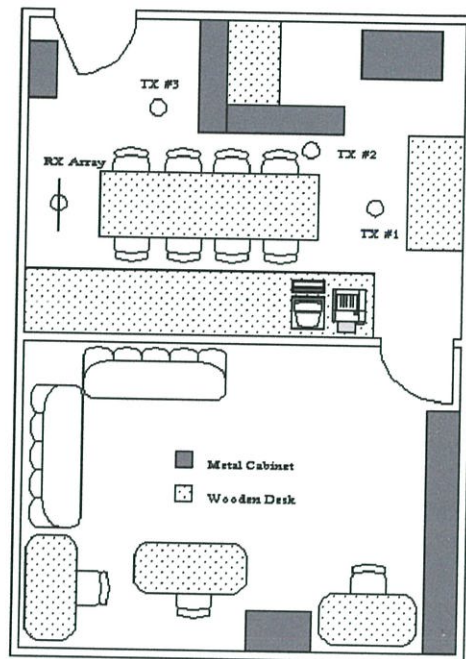 TX #3
TX #2
RX Array
TX #1
Metal Cabinet
Wooden Desk